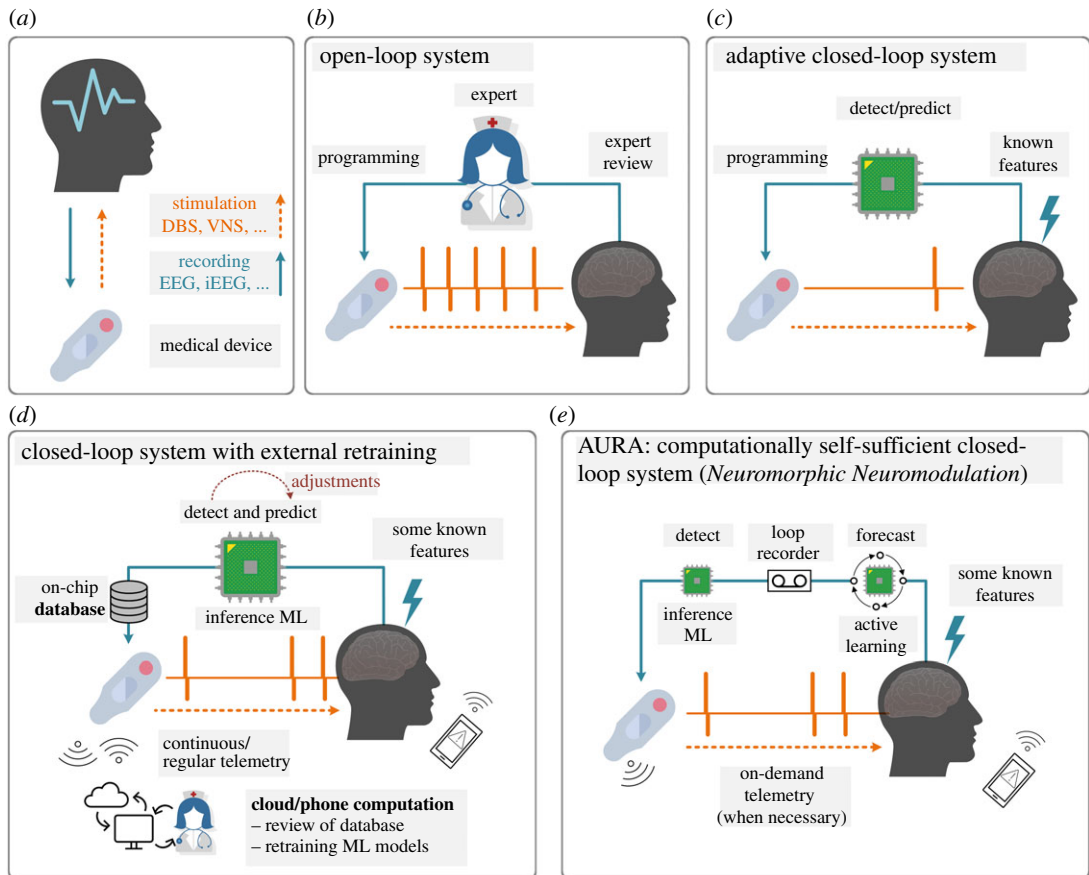 (a)
stimulation
DBS, VNS, ...
recording
EEG, iEEG, ...
medical device
(b)
open-loop system
expert
programming
expert
review
(c)
adaptive closed-loop system
detect/predict
programming
known
features
(d)
closed-loop system with external retraining
adjustments
detect and predict
some known
features
on-chip
database
inference ML
continuous/
regular telemetry
cloud/phone computation
– review of database
– retraining ML models
(e)
AURA: computationally self-sufficient closed-
loop system (Neuromorphic Neuromodulation)
detect
loop
recorder
forecast
some known
features
inference
ML
active
learning
on-demand
telemetry
(when necessary)